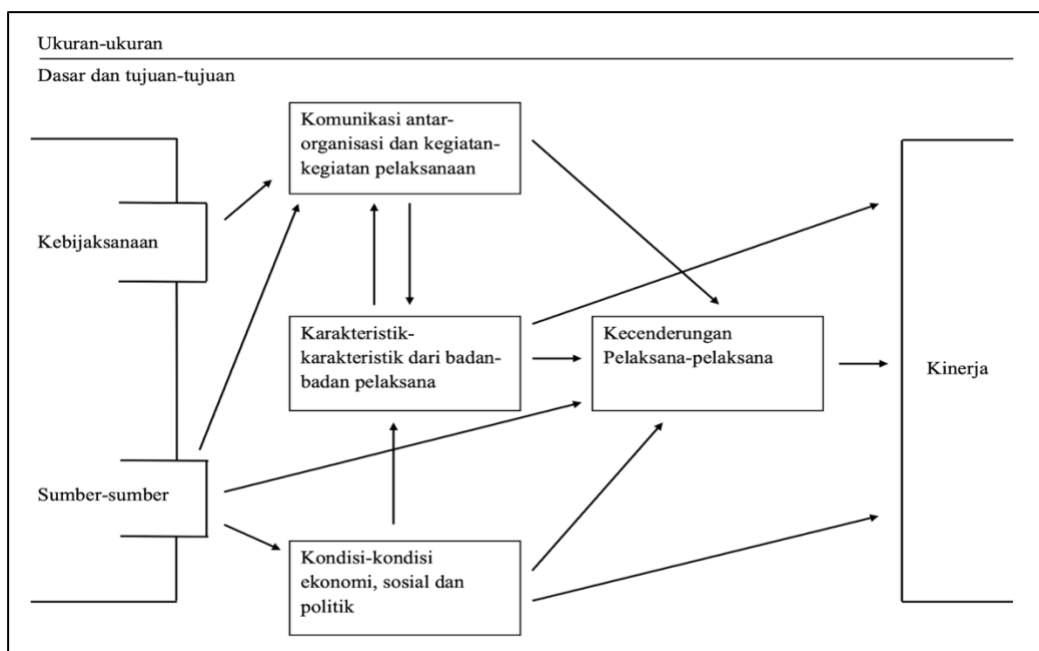 Ukuran-ukuran
Dasar dan tujuan-tujuan
Komunikasi antar-
organisasi dan kegiatan-
kegiatan pelaksanaan
Kebijaksanaan
Karakteristik-
karakteristik dari badan-
badan pelaksana
Kecenderungan
Pelaksana-pelaksana
Kinerja
Sumber-sumber
Kondisi-kondisi
ekonomi, sosial dan
politik